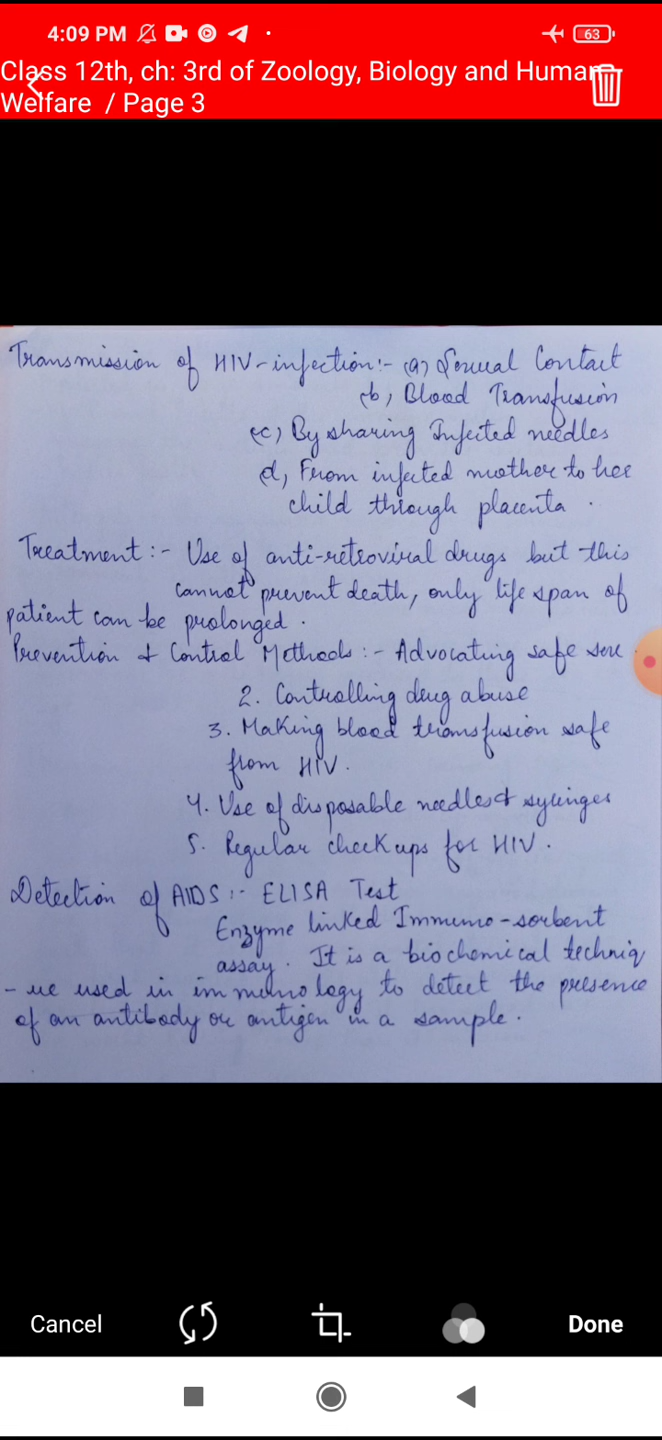 4:09 PM
63
Class 12th, ch: 3rd of Zoology, Biology and Human
Welfare / Page 3
Transmission of HIV-infection:- (a) Sexual Contact
(b) Blood Transfusion
(c) By sharing Infected needles
d, From infected mother to her
child through placenta.
Treatment:- Use of anti-retroviral drugs but this
cannot prevent death, only life span of
patient can be prolonged.
Prevention & Control Methods:- Advocating safe sex
2. Controlling drug abuse
3. Making blood transfusion safe
from HIV.
4. Use of disposable needles & syringes
5. Regular checkups for HIV.
Detection of AIDS:- ELISA Test
Enzyme linked Immuno-sorbent
assay. It is a biochemical techniq
-ue used in immunology to detect the presence
of an antibody or antigen in a sample.
Cancel
Done